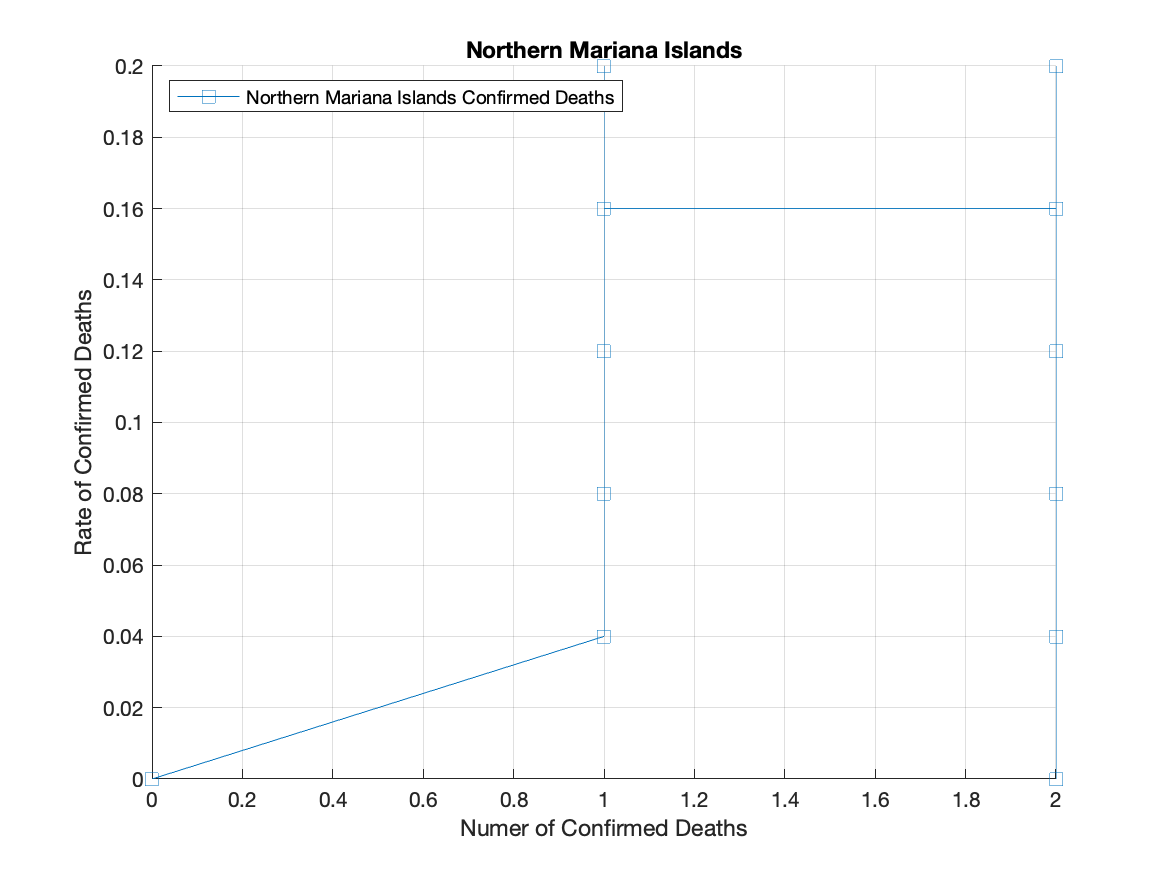 Northern Mariana Islands
Northern Mariana Islands Confirmed Deaths
0.2
0.18
0.16
0.14
0.12
0.1
0.08
0.06
0.04
0.02
0
Rate of Confirmed Deaths
0 0.2 0.4 0.6 0.8 1 1.2 1.4 1.6 1.8 2
Numer of Confirmed Deaths